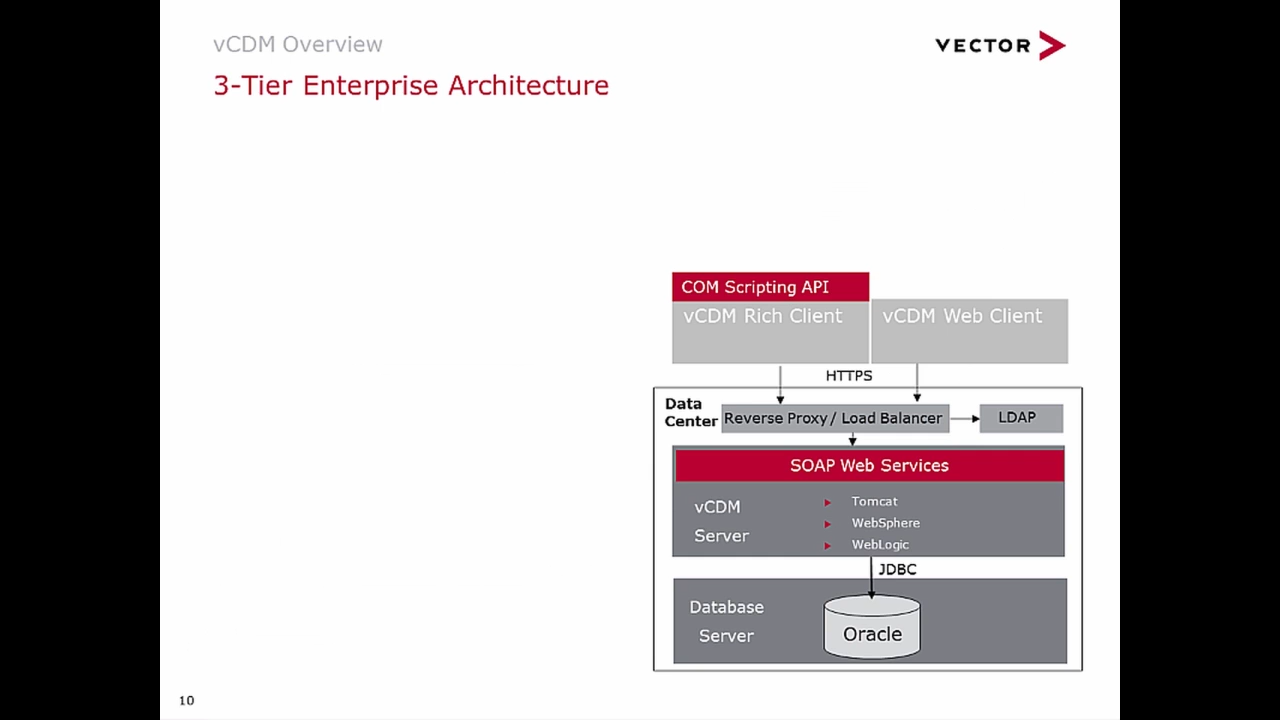 vCDM Overview
VECTOR
3-Tier Enterprise Architecture
COM Scripting API
vCDM Rich Client
vCDM Web Client
HTTPS
Data
Center
Reverse Proxy / Load Balancer
LDAP
SOAP Web Services
vCDM
Server
Tomcat
WebSphere
WebLogic
JDBC
Database
Server
Oracle
10